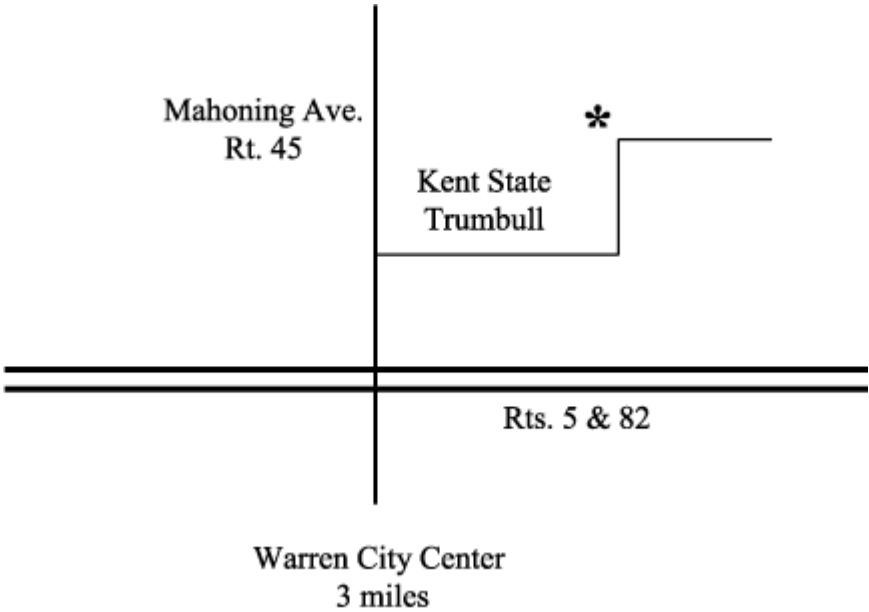 Mahoning Ave.
Rt. 45
*
Kent State
Trumbull
Rts. 5 & 82
Warren City Center
3 miles